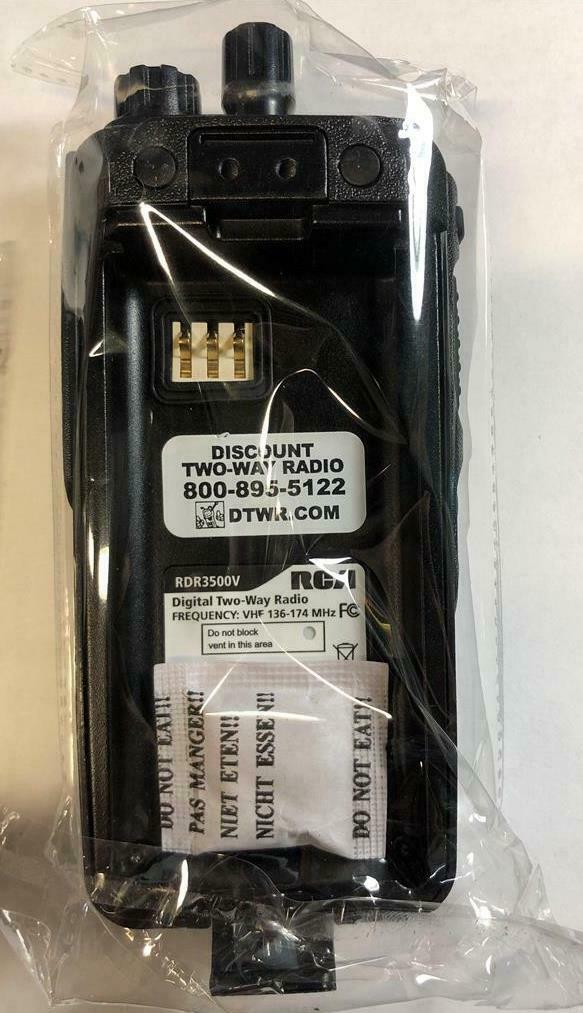 DISCOUNT
TWO-WAY RADIO
800-895-5122
DTWR.COM
RDR3500V RCA
Digital Two-Way Radio
FREQUENCY: VHF 136-174 MHz FC
Do not block
vent in this area
DO NOT EAT!!
PAS MANGER!!
NIET ETEN!!
NICHT ESSEN!!
DO NOT EAT!!